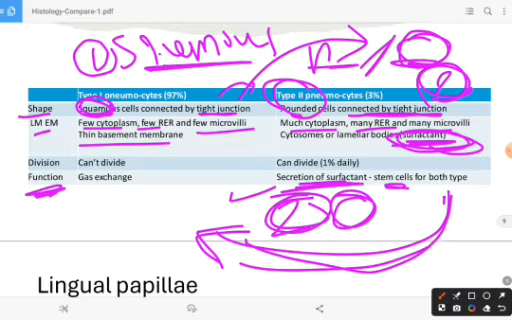 Histology-Compare-1.pdf
Type I pneumo-cytes (97%) Type II pneumo-cytes (3%)
Shape Squamous cells connected by tight junction Rounded cells connected by tight junction
LM EM Few cytoplasm, few RER and few microvilli Much cytoplasm, many RER and many microvilli
Thin basement membrane Cytosomes or lamellar bodies (surfactant)
Division Can't divide Can divide (1% daily)
Function Gas exchange Secretion of surfactant - stem cells for both type
Lingual papillae